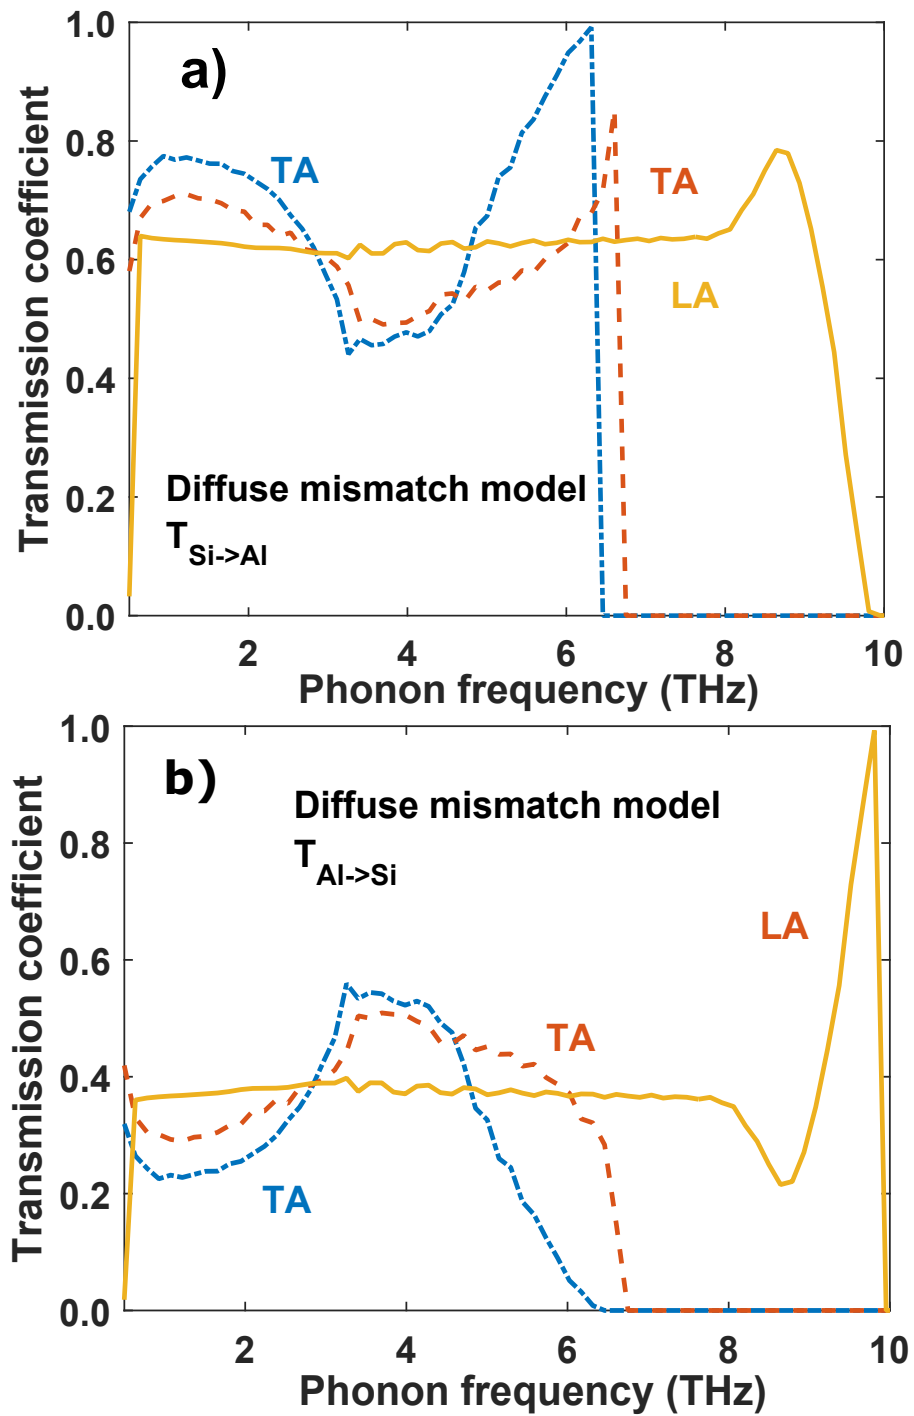 a)
1.0
0.8
0.6
0.4
0.2
0.0
Transmission coefficient
TA
TA
LA
Diffuse mismatch model
T Si->Al
2 4 6 8 10
Phonon frequency (THz)
b)
1.0
0.8
0.6
0.4
0.2
0.0
Transmission coefficient
Diffuse mismatch model
T Al->Si
LA
TA
TA
2 4 6 8 10
Phonon frequency (THz)